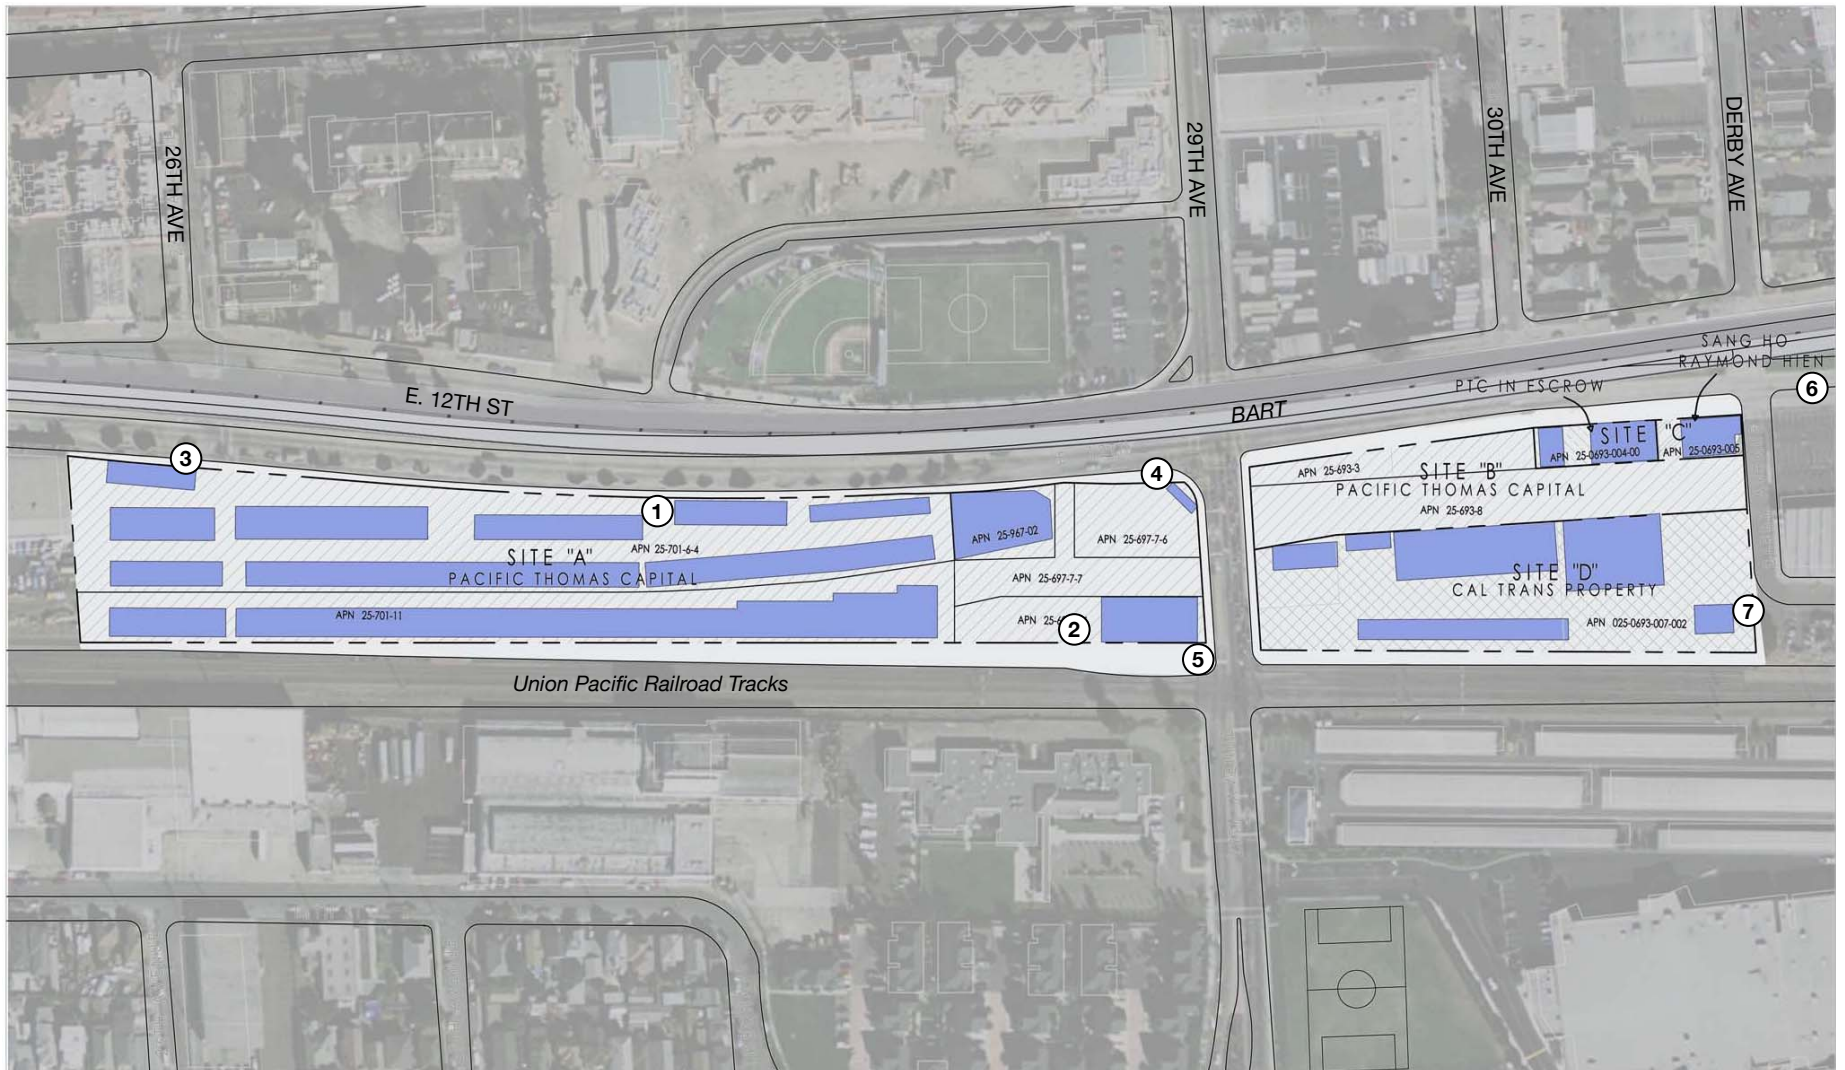 26TH AVE
29TH AVE
30TH AVE
DERBY AVE
E. 12TH ST
BART
SANG HO
RAYMOND HIEN
PTC IN ESCROW
6
3
1
4
SITE "A"
APN 25-701-6-4
PACIFIC THOMAS CAPITAL
APN 25-701-11
APN 25-967-02
APN 25-697-7-6
APN 25-697-7-7
APN
2
5
APN 25-693-3
SITE "B"
PACIFIC THOMAS CAPITAL
APN 25-693-8
SITE "C"
APN 25-0693-004-00
APN 25-0693-005
SITE "D"
CAL TRANS PROPERTY
APN 025-0693-007-002
7
Union Pacific Railroad Tracks